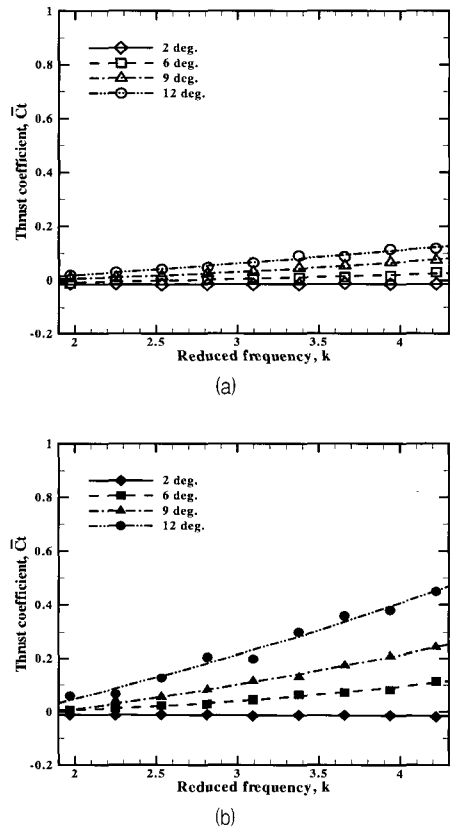 1
0.8
0.6
0.4
0.2
0
-0.2
Thrust coefficient, C̅t
2 deg.
6 deg.
9 deg.
12 deg.
2
2.5
3
3.5
4
Reduced frequency, k
(a)
1
0.8
0.6
0.4
0.2
0
-0.2
Thrust coefficient, C̅t
2 deg.
6 deg.
9 deg.
12 deg.
2
2.5
3
3.5
4
Reduced frequency, k
(b)